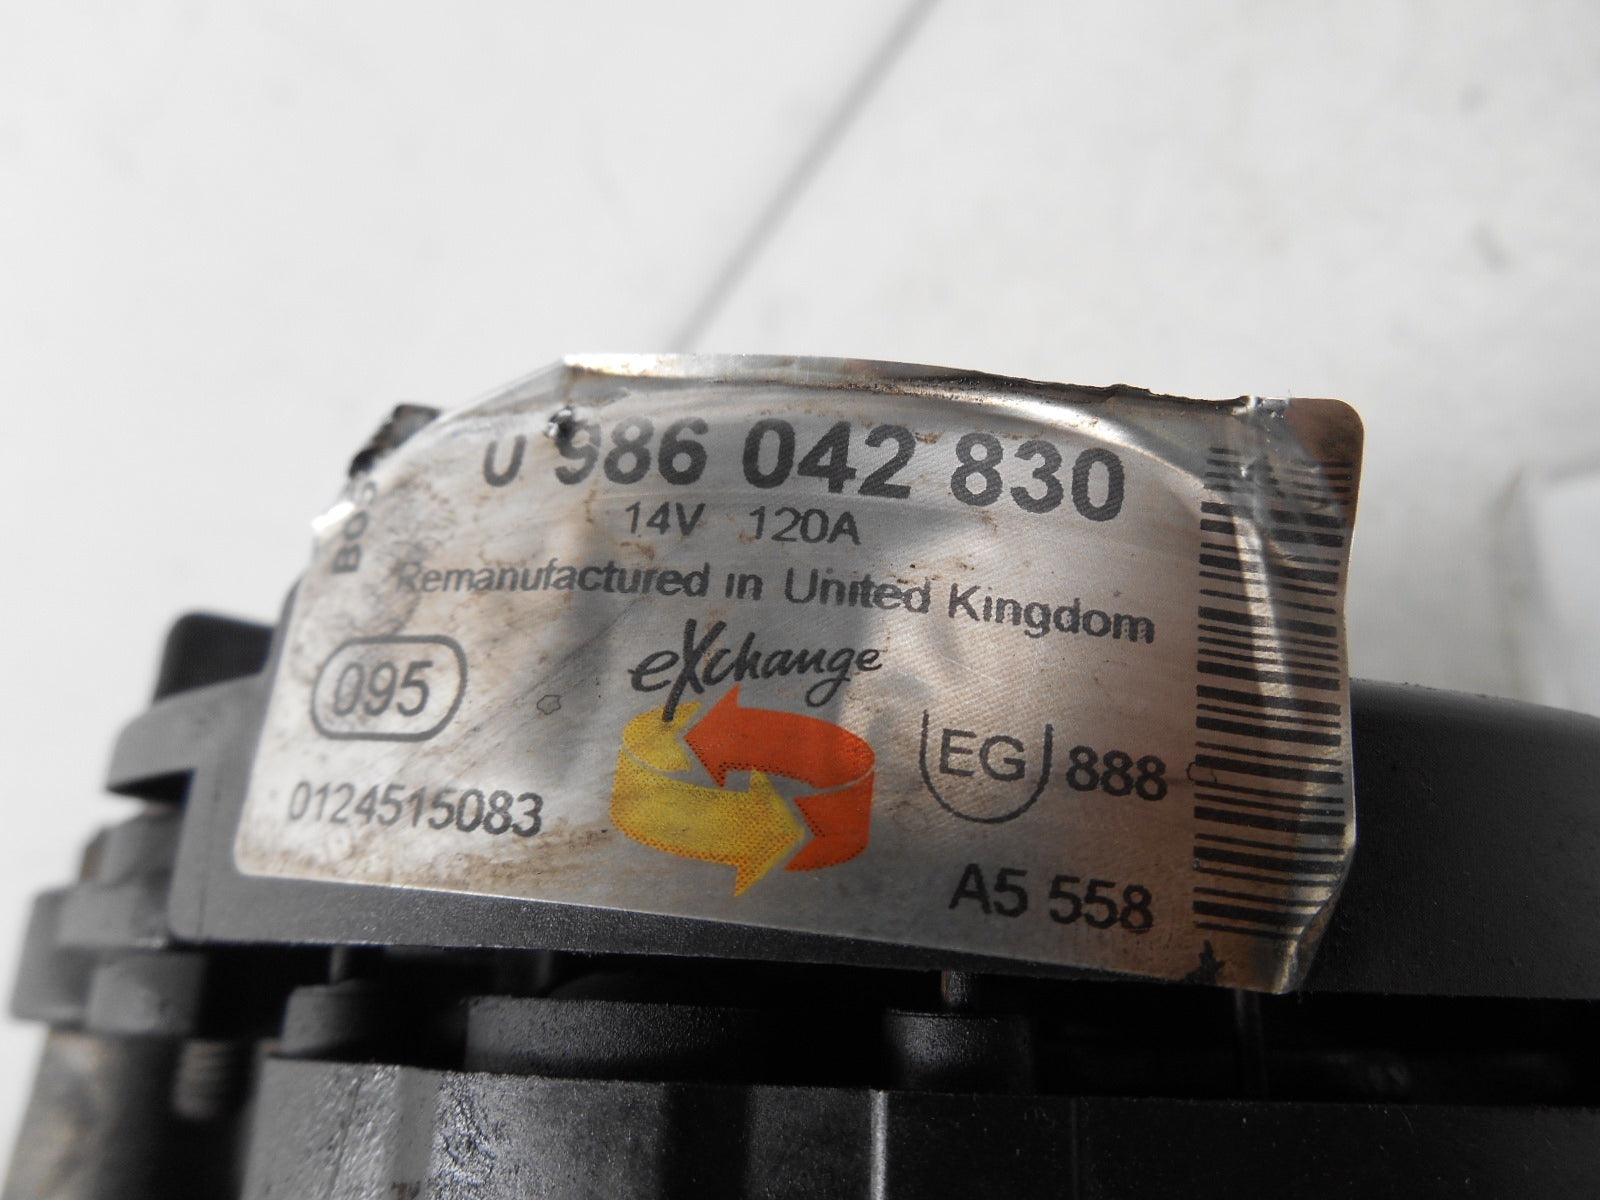 0 986 042 830
14V 120A
Remanufactured in United Kingdom
eXchange
095
EG 888
0124515083
A5 558